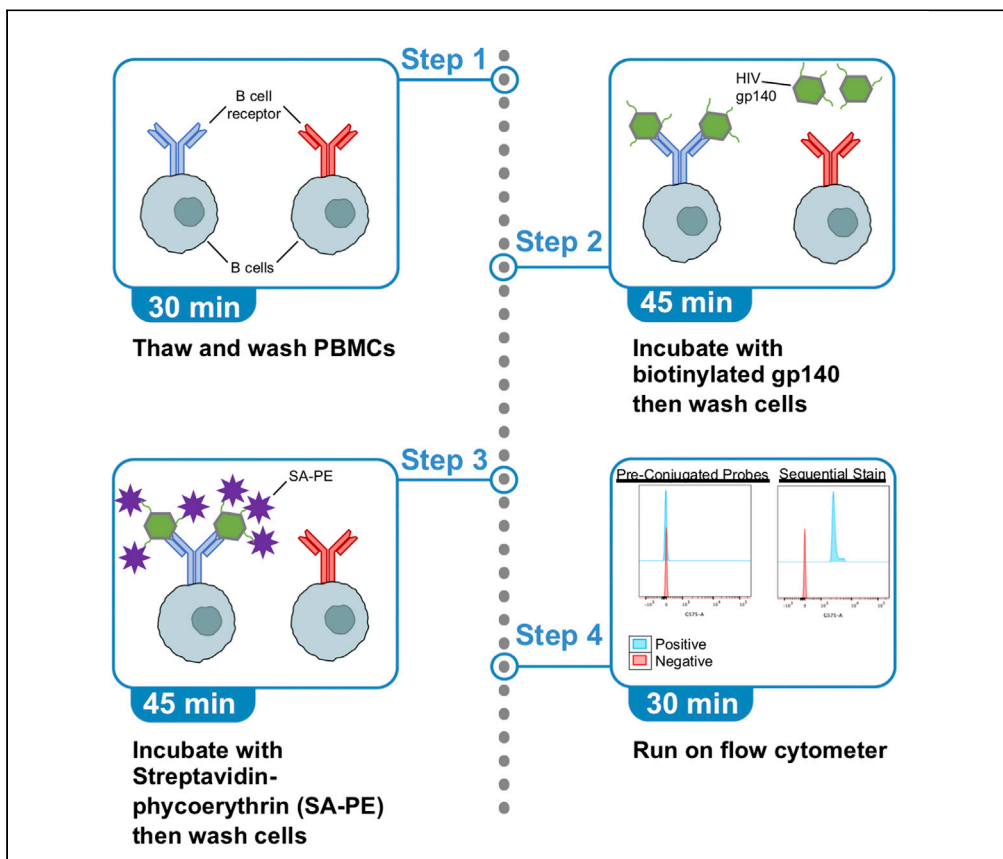 Step 1
B cell
receptor
B cells
30 min
Thaw and wash PBMCs
Step 2
HIV
gp140
45 min
Incubate with
biotinylated gp140
then wash cells
Step 3
SA-PE
45 min
Incubate with
Streptavidin-
phycoerythrin (SA-PE)
then wash cells
Step 4
Pre-Conjugated Probes
Sequential Stain
G575-A
G575-A
Positive
Negative
30 min
Run on flow cytometer